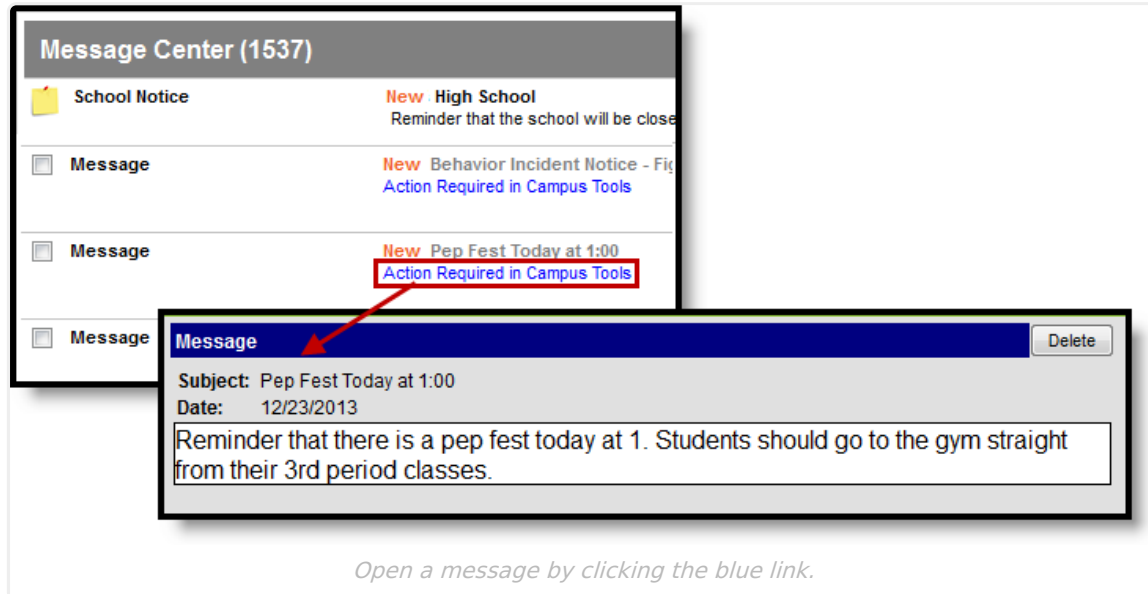 Message Center (1537)
School Notice New High School
Reminder that the school will be close
Message New Behavior Incident Notice - Fig
Action Required in Campus Tools
Message New Pep Fest Today at 1:00
Action Required in Campus Tools
Message
Message Delete
Subject: Pep Fest Today at 1:00
Date: 12/23/2013
Reminder that there is a pep fest today at 1. Students should go to the gym straight
from their 3rd period classes.
Open a message by clicking the blue link.